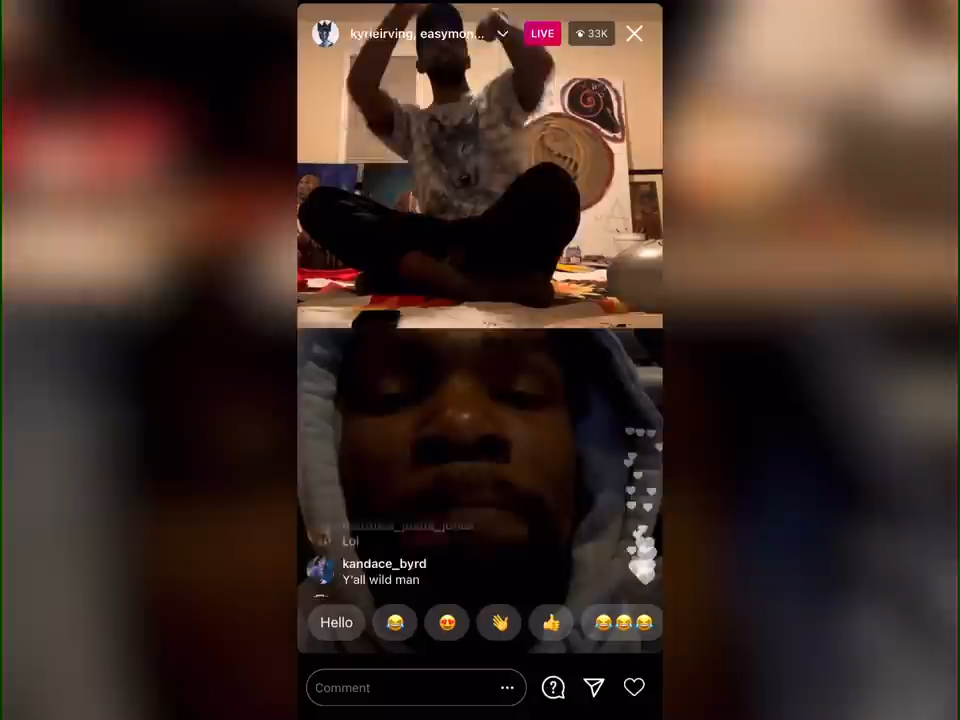 kyrieirving, easymon... LIVE 33K
Lol
kandace_byrd
Y'all wild man
Hello 😂 😍 👋 👍 😂😂😂
Comment